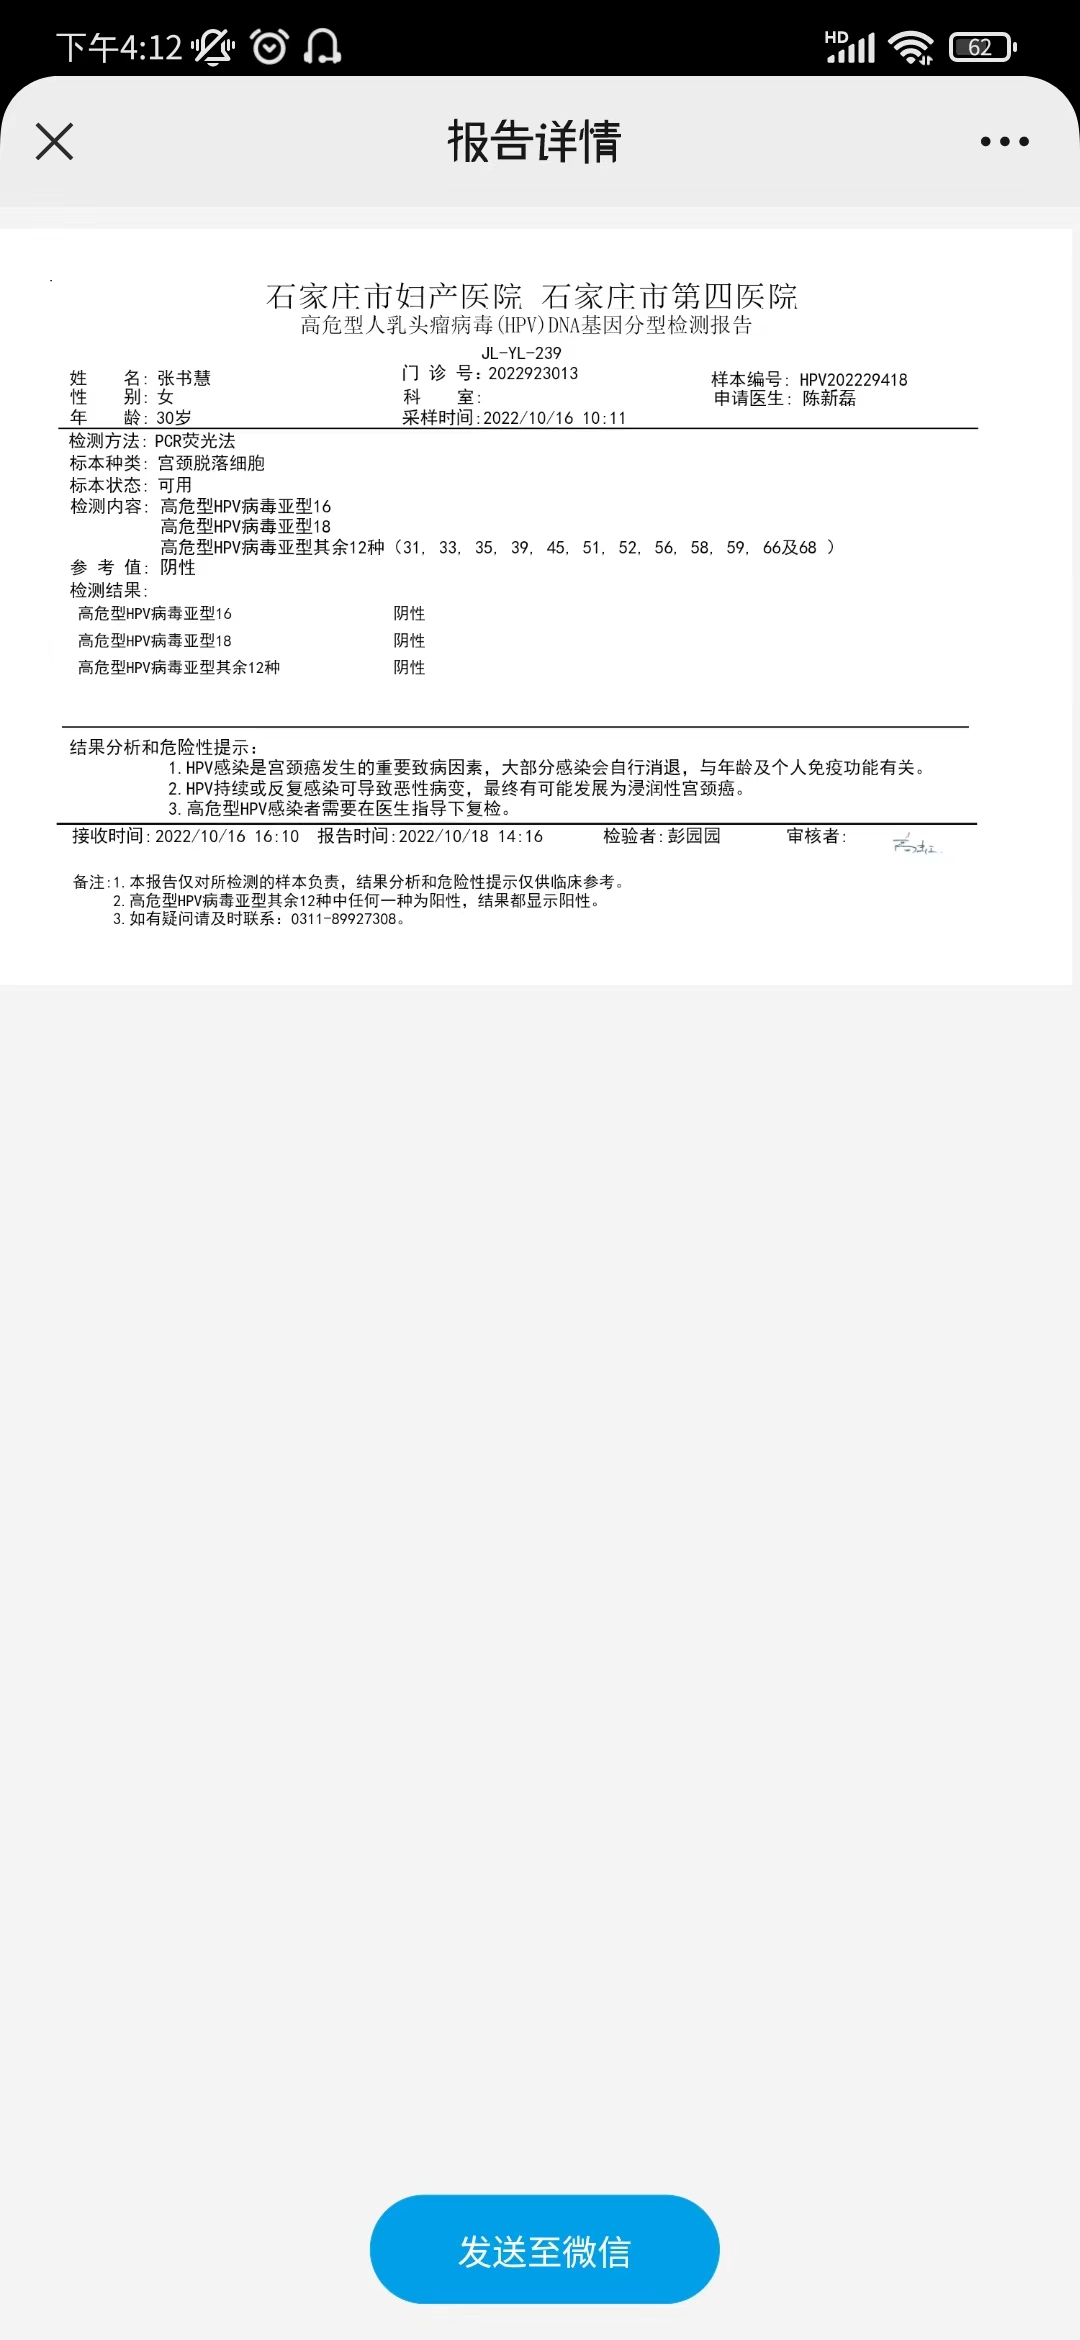 下午4:12
HD
62
报告详情
石家庄市妇产医院 石家庄市第四医院
高危型人乳头瘤病毒(HPV)DNA基因分型检测报告
JL-YL-239
姓 名: 张书慧 门 诊 号: 2022923013 样本编号: HPV202229418
性 别: 女 科 室: 申请医生: 陈新磊
年 龄: 30岁 采样时间:2022/10/16 10:11
检测方法: PCR荧光法
标本种类: 宫颈脱落细胞
标本状态: 可用
检测内容: 高危型HPV病毒亚型16
高危型HPV病毒亚型18
高危型HPV病毒亚型其余12种（31, 33, 35, 39, 45, 51, 52, 56, 58, 59, 66及68 ）
参 考 值: 阴性
检测结果:
高危型HPV病毒亚型16 阴性
高危型HPV病毒亚型18 阴性
高危型HPV病毒亚型其余12种 阴性
结果分析和危险性提示:
1.HPV感染是宫颈癌发生的重要致病因素，大部分感染会自行消退，与年龄及个人免疫功能有关。
2.HPV持续或反复感染可导致恶性病变，最终有可能发展为浸润性宫颈癌。
3.高危型HPV感染者需要在医生指导下复检。
接收时间:2022/10/16 16:10 报告时间:2022/10/18 14:16 检验者:彭园园 审核者:
备注:1.本报告仅对所检测的样本负责，结果分析和危险性提示仅供临床参考。
2.高危型HPV病毒亚型其余12种中任何一种为阳性，结果都显示阳性。
3.如有疑问请及时联系：0311-89927308。
发送至微信